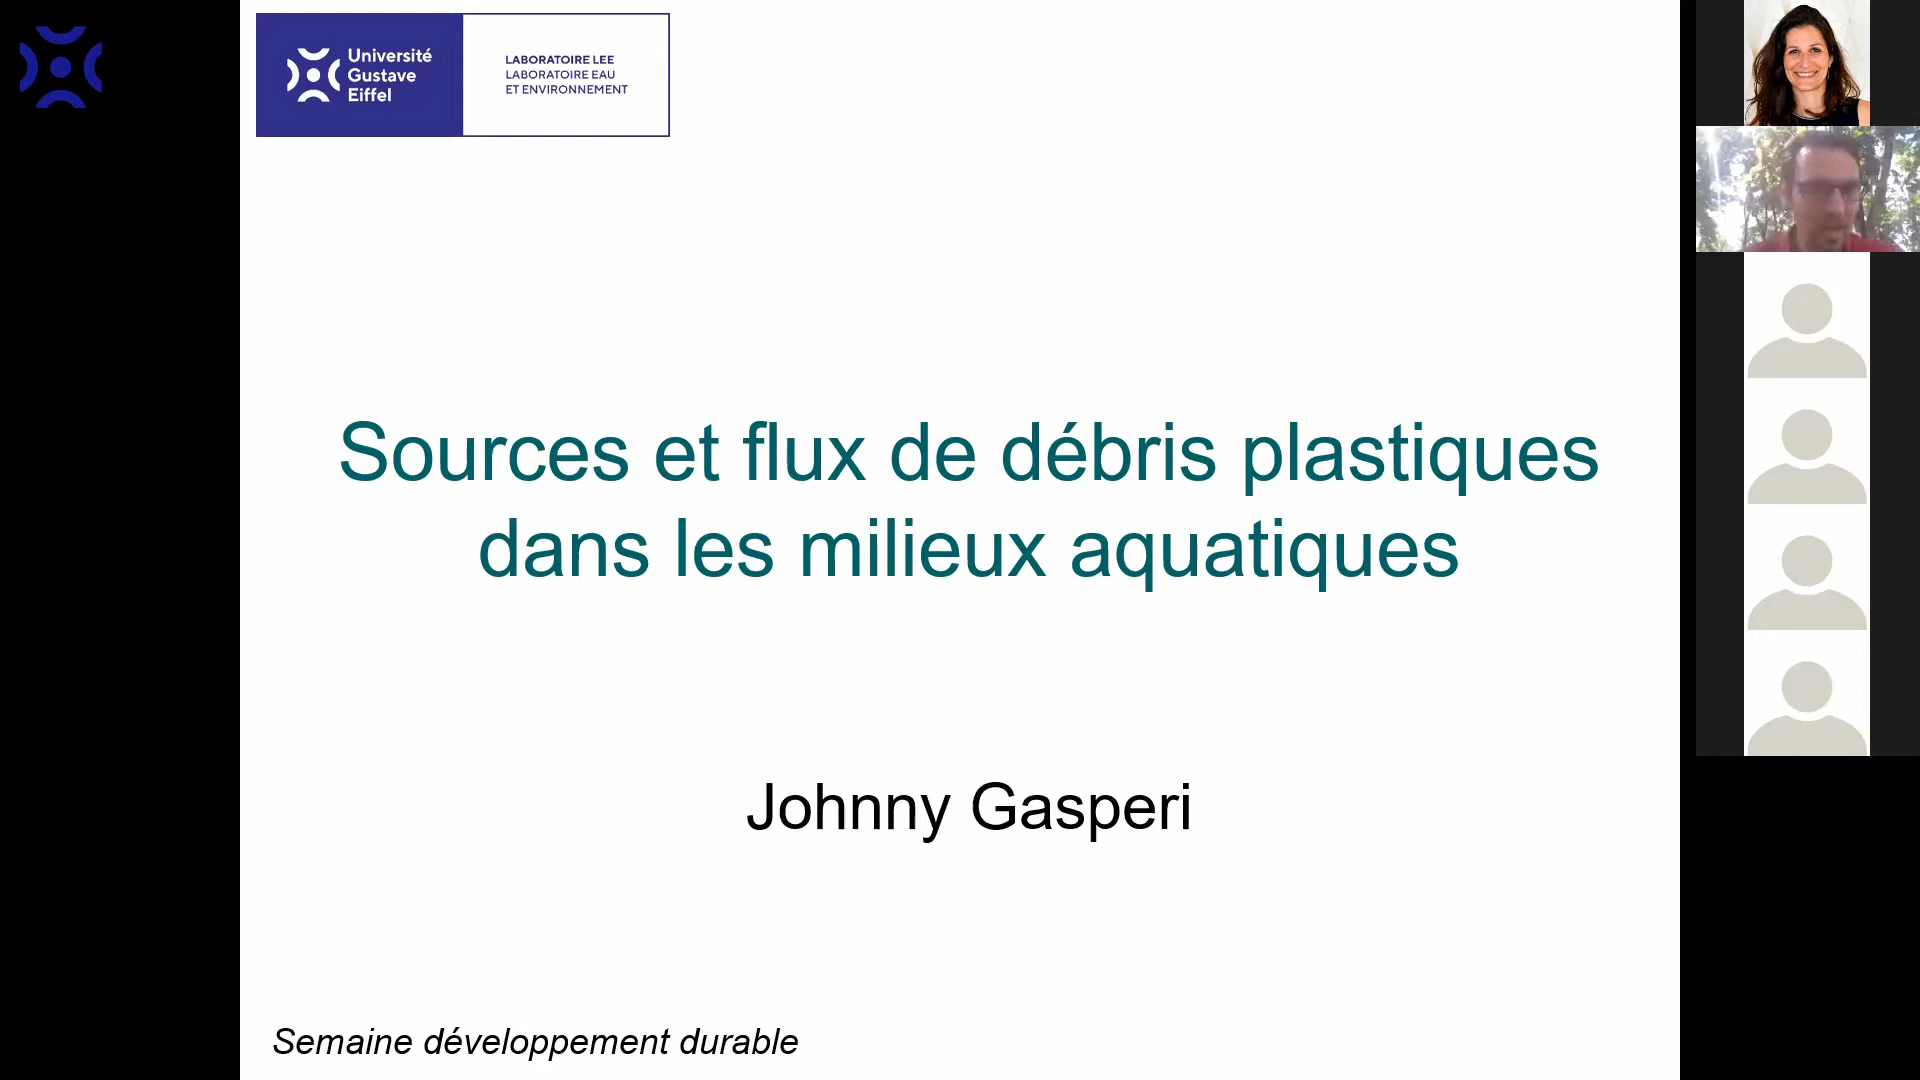 Université
Gustave
Eiffel
LABORATOIRE LEE
LABORATOIRE EAU
ET ENVIRONNEMENT
Sources et flux de débris plastiques
dans les milieux aquatiques
Johnny Gasperi
Semaine développement durable